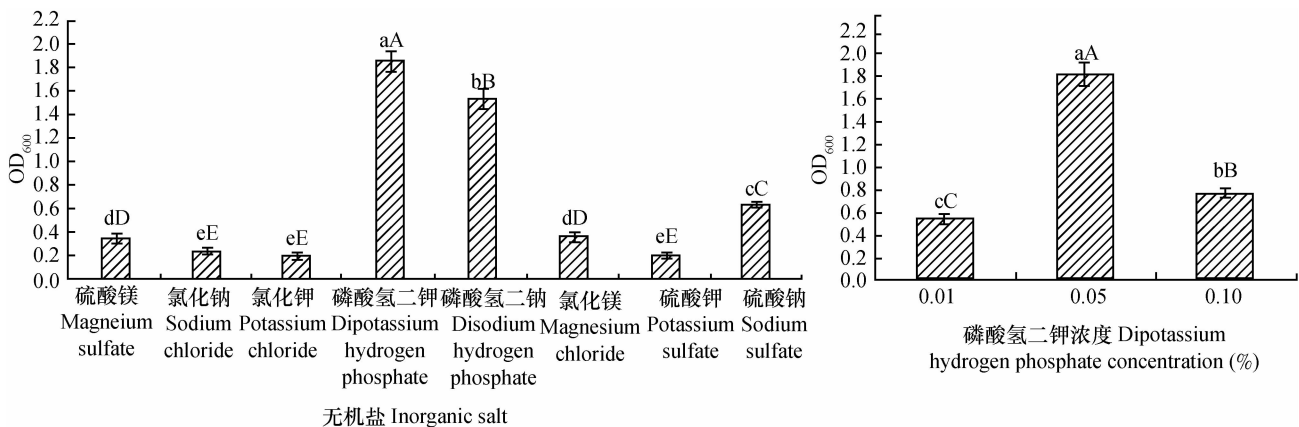 2.2
2.0
1.8
1.6
1.4
1.2
1.0
0.8
0.6
0.4
0.2
0.0
OD600
dD
eE
eE
aA
bB
dD
eE
cC
硫酸镁
Magneium
sulfate
氯化钠
Sodium
chloride
氯化钾
Potassium
chloride
磷酸氢二钾
Dipotassium
hydrogen
phosphate
磷酸氢二钠
Disodium
hydrogen
phosphate
氯化镁
Magnesium
chloride
硫酸钾
Potassium
sulfate
硫酸钠
Sodium
sulfate
无机盐 Inorganic salt
2.2
2.0
1.8
1.6
1.4
1.2
1.0
0.8
0.6
0.4
0.2
0.0
OD600
cC
aA
bB
0.01
0.05
0.10
磷酸氢二钾浓度 Dipotassium
hydrogen phosphate concentration (%)